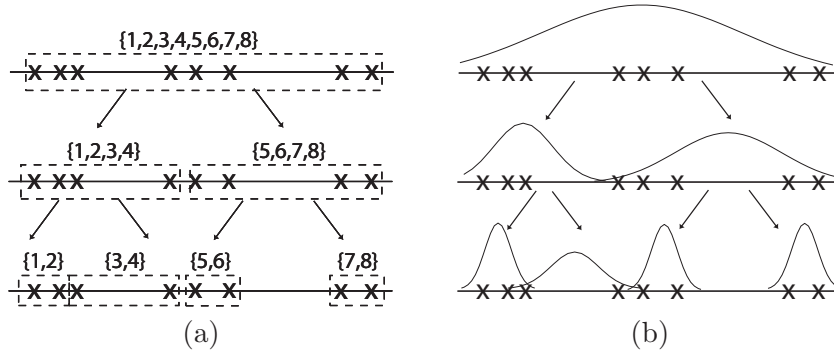 {1,2,3,4,5,6,7,8}
X X X X X X X X
X X X X X X X X
{1,2,3,4} {5,6,7,8}
X X X X X X X X
X X X X X X X X
{1,2} {3,4} {5,6} {7,8}
X X X X X X X X
X X X X X X X X
(a) (b)